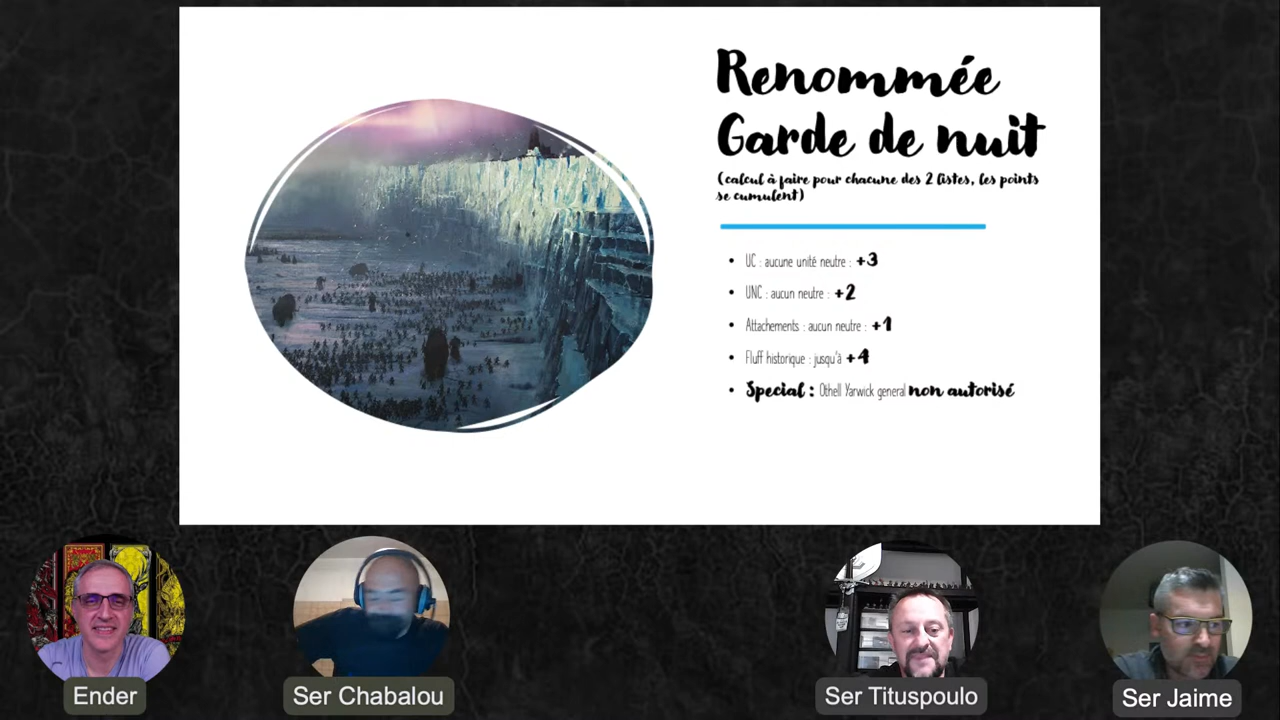 Renommée
Garde de nuit
(calcul à faire pour chacune des 2 listes, les points
se cumulent)
• UC : aucune unité neutre : +3
• UNC : aucun neutre : +2
• Attachements : aucun neutre : +1
• Fluff historique : jusqu'à +4
• Special : Othell Yarwick general non autorisé
Ender
Ser Chabalou
Ser Tituspoulo
Ser Jaime